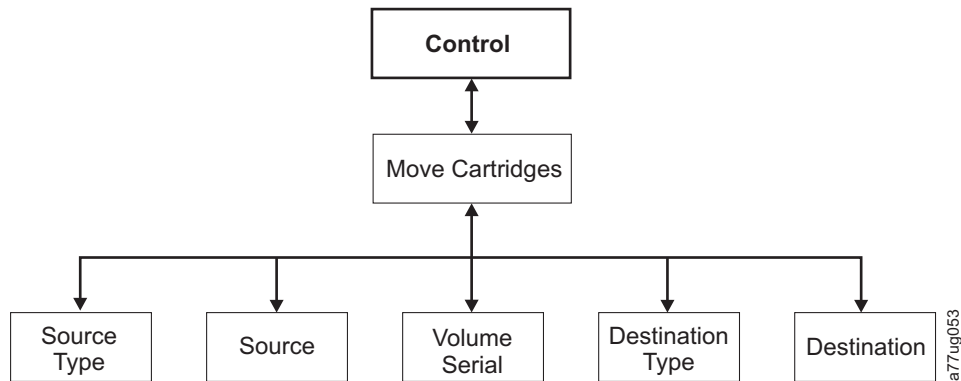 Control
Move Cartridges
Source
Type
Source
Volume
Serial
Destination
Type
Destination
a77ug053